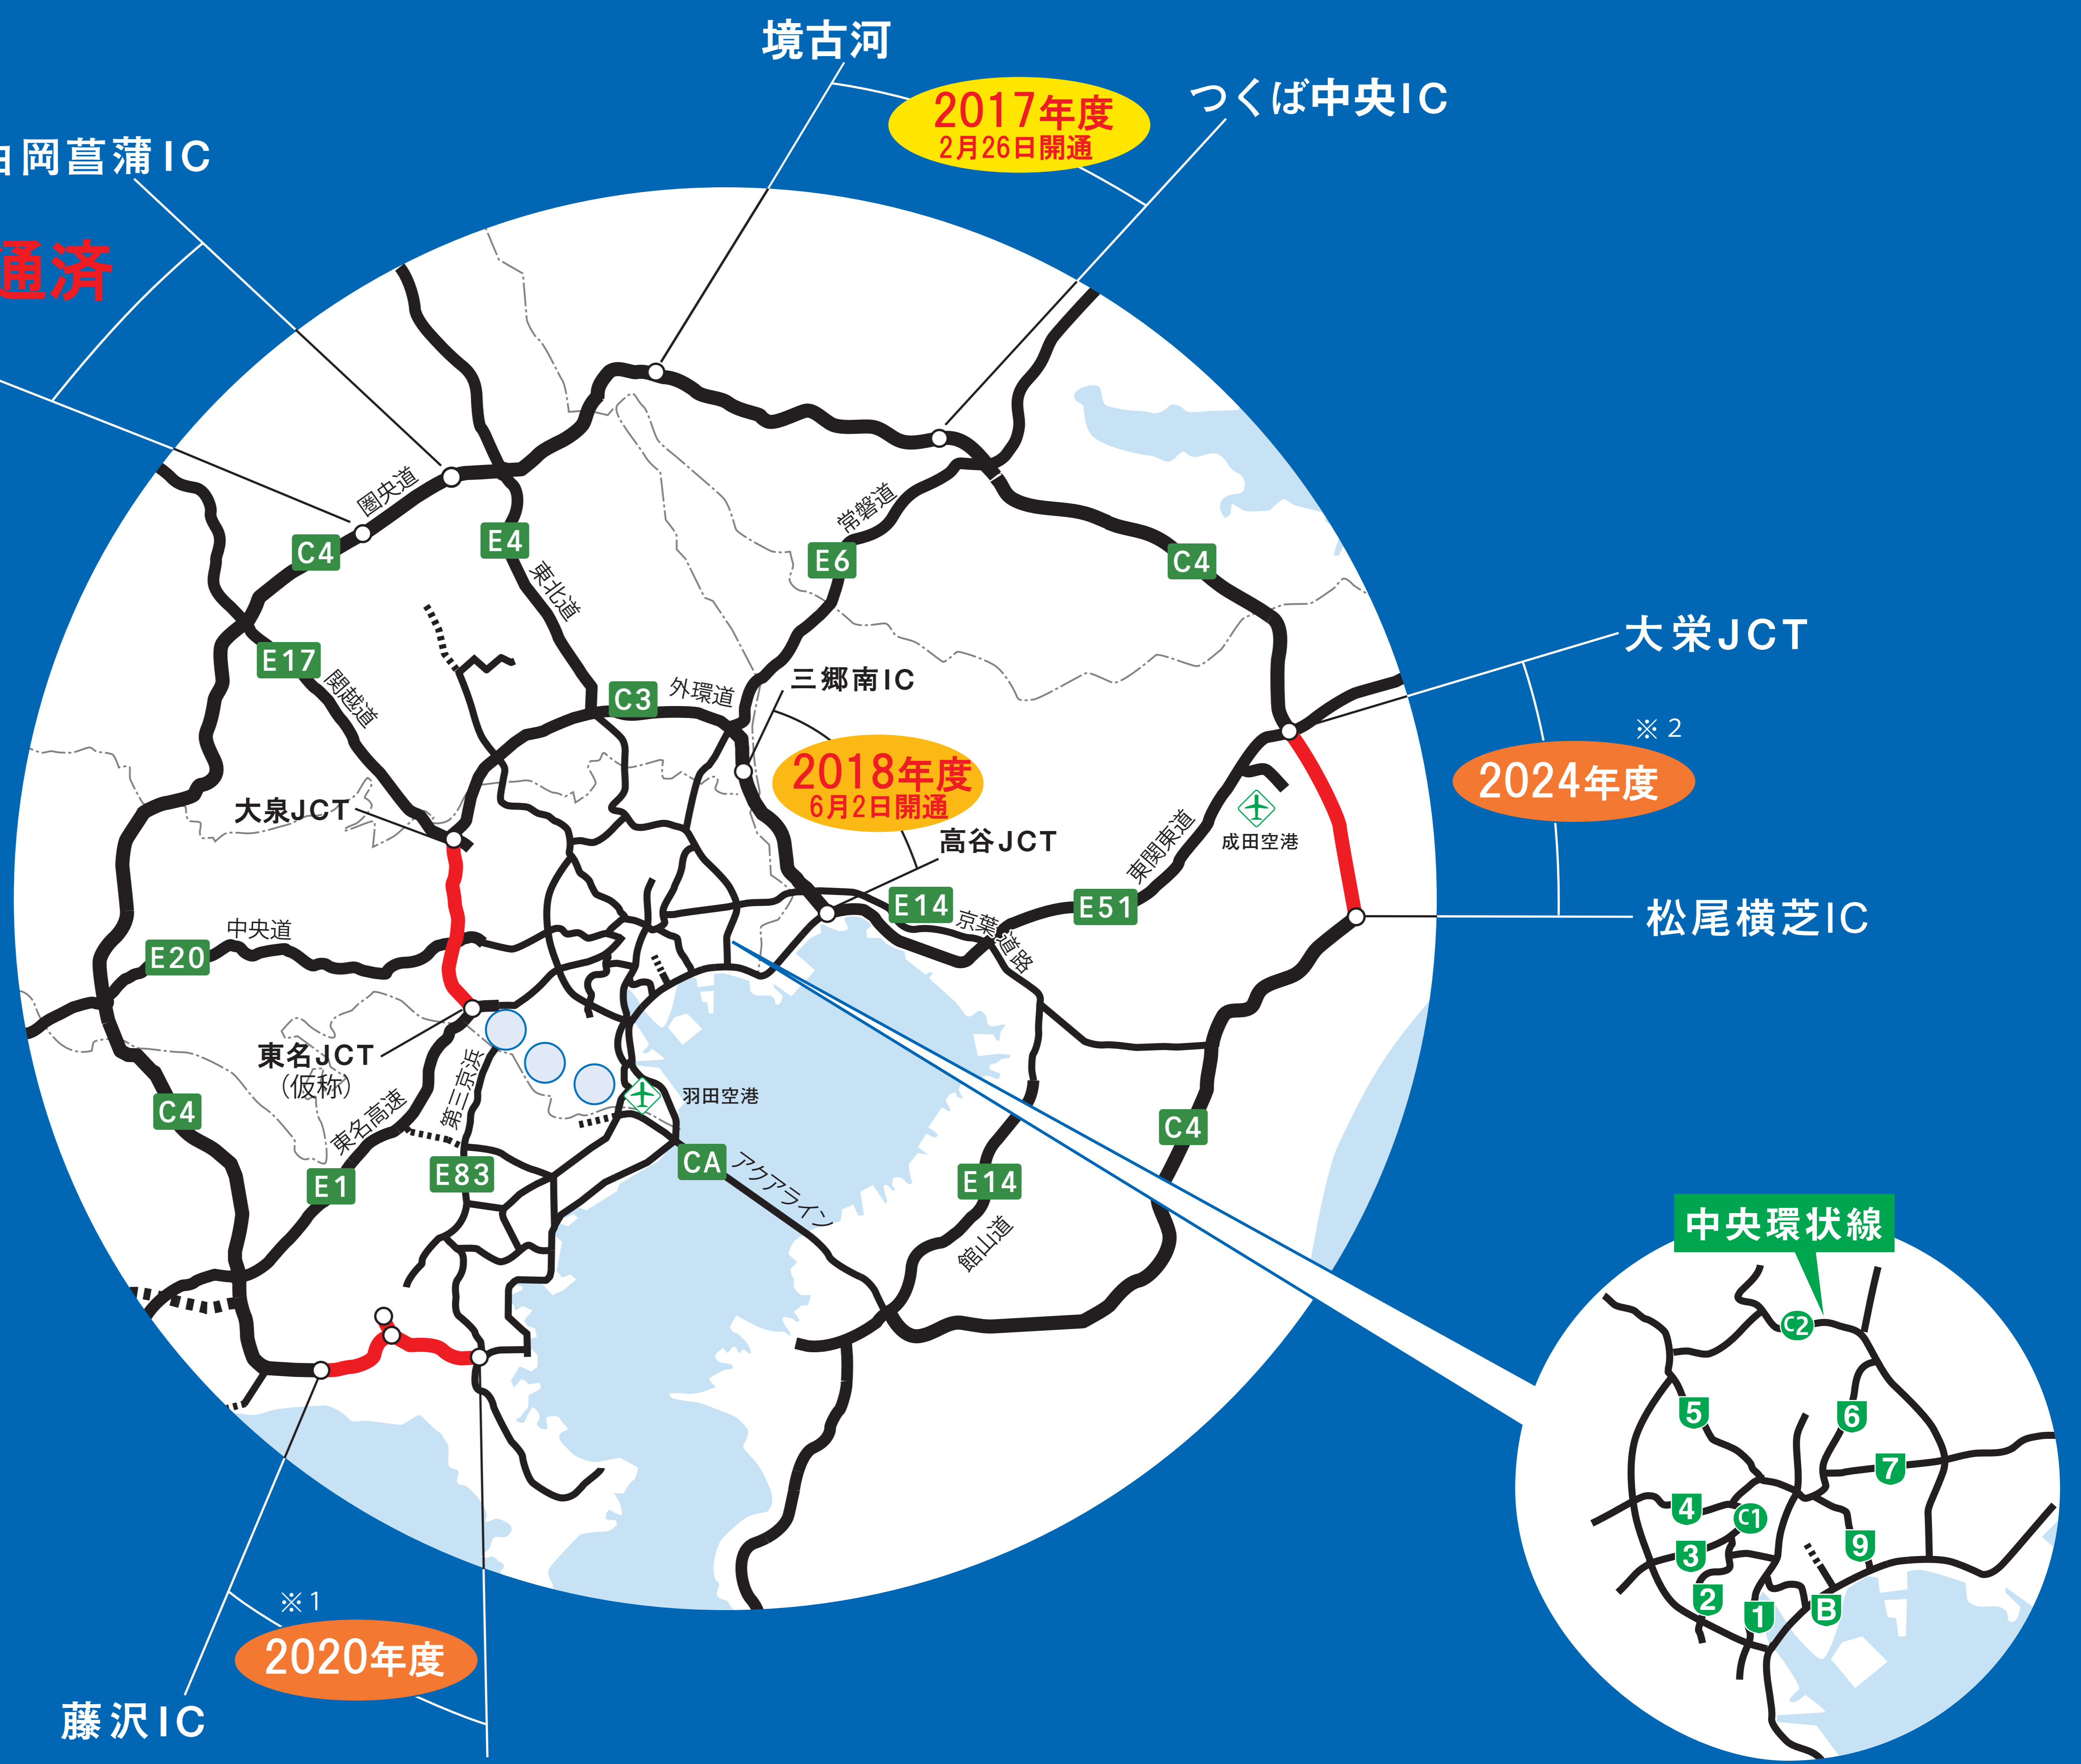 境古河
2017年度
2月26日開通
つくば中央IC
岡菖蒲IC
通済
圏央道
C4
E4
東北道
常磐道
E6
C4
E17
関越道
C3
外環道
三郷南IC
2018年度
6月2日開通
高谷JCT
大栄JCT
※2
2024年度
松尾横芝IC
大泉JCT
成田空港
東関東道
E14
京葉道路
E51
中央道
E20
東名JCT
（仮称）
第三京浜
東名高速
羽田空港
C4
E1
E83
CA
アクアライン
E14
館山道
C4
中央環状線
C2
5
6
7
4
C1
3
9
2
1
B
※1
2020年度
藤沢IC